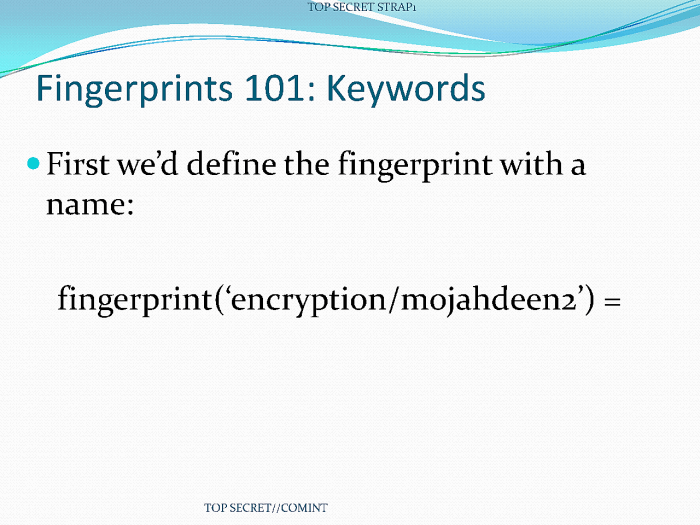 TOP SECRET STRAP1
Fingerprints 101: Keywords
First we’d define the fingerprint with a
name:
fingerprint(‘encryption/mojahdeen2’) =
TOP SECRET//COMINT